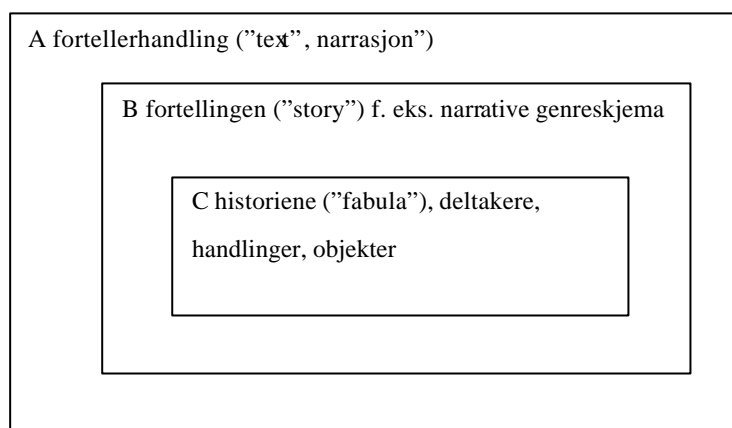 A fortellerhandling (”text”, narrasjon”)
B fortellingen (”story”) f. eks. narrative genreskjema
C historiene (”fabula”), deltakere,
handlinger, objekter